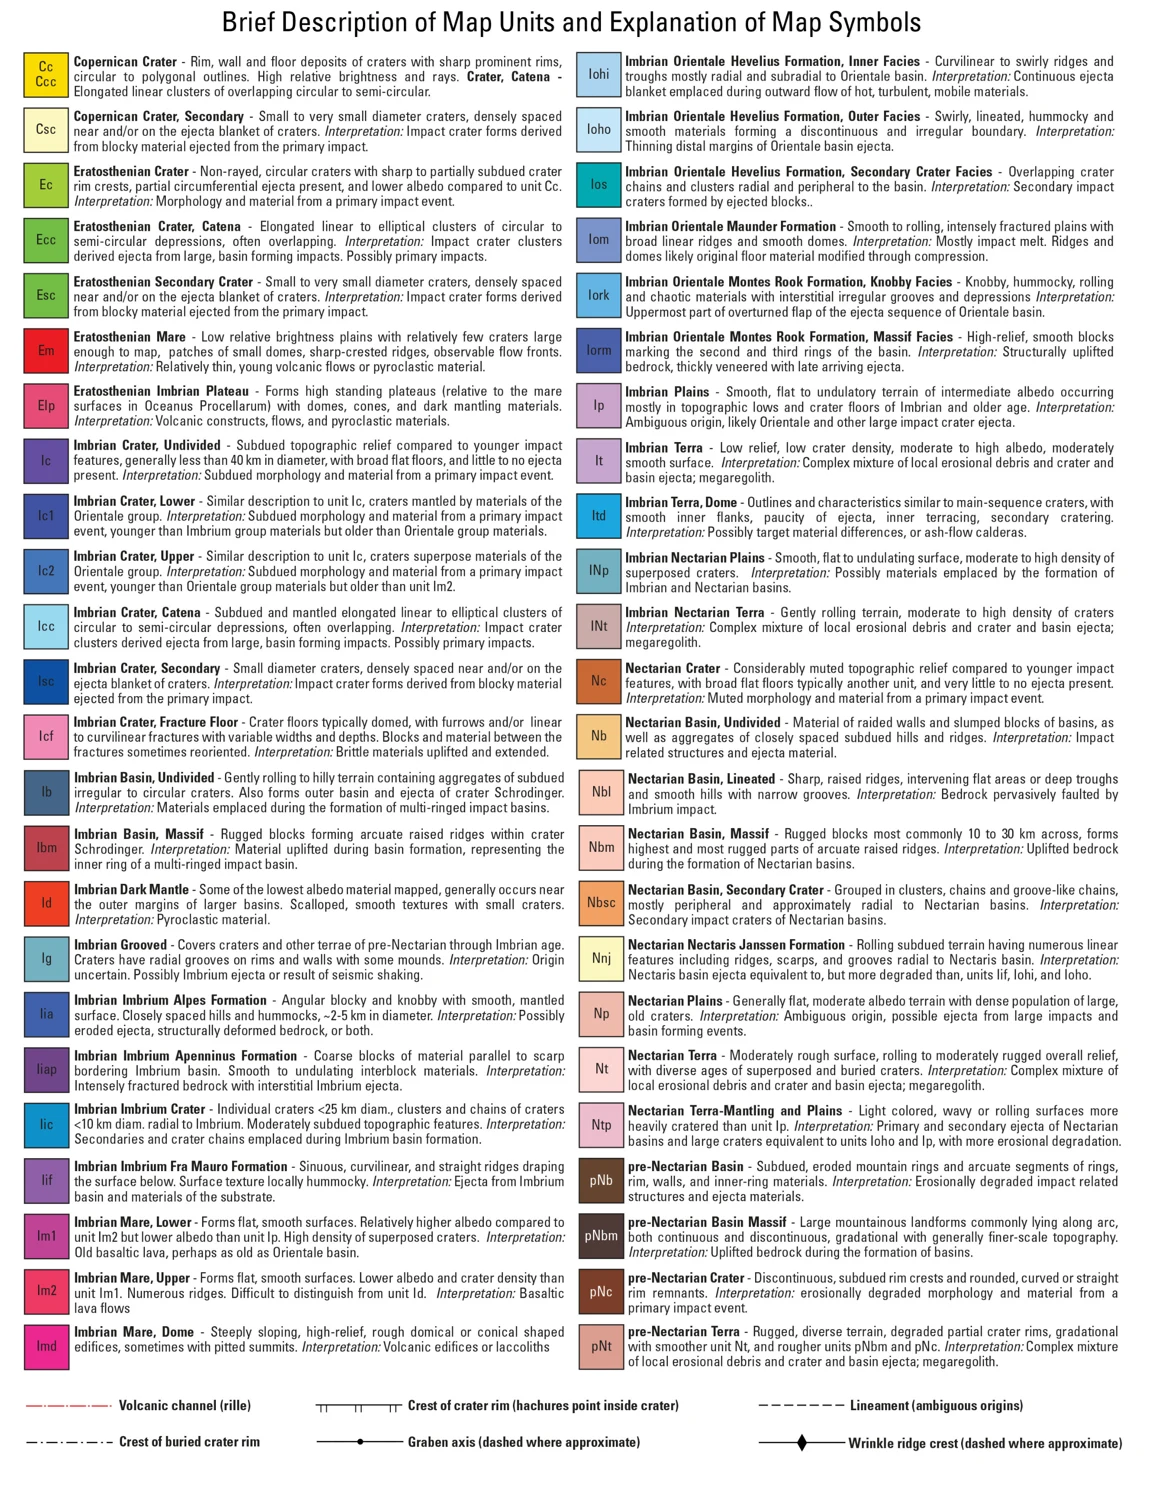 Brief Description of Map Units and Explanation of Map Symbols
Cc
Ccc
Copernican Crater - Rim, wall and floor deposits of craters with sharp prominent rims,
circular to polygonal outlines. High relative brightness and rays. Crater, Catena -
Elongated linear clusters of overlapping circular to semi-circular.
Csc
Copernican Crater, Secondary - Small to very small diameter craters, densely spaced
near and/or on the ejecta blanket of craters. Interpretation: Impact crater forms derived
from blocky material ejected from the primary impact.
Ec
Eratosthenian Crater - Non-rayed, circular craters with sharp to partially subdued crater
rim crests, partial circumferential ejecta present, and lower albedo compared to unit Cc.
Interpretation: Morphology and material from a primary impact event.
Ecc
Eratosthenian Crater, Catena - Elongated linear to elliptical clusters of circular to
semi-circular depressions, often overlapping. Interpretation: Impact crater clusters
derived ejecta from large, basin forming impacts. Possibly primary impacts.
Esc
Eratosthenian Secondary Crater - Small to very small diameter craters, densely spaced
near and/or on the ejecta blanket of craters. Interpretation: Impact crater forms derived
from blocky material ejected from the primary impact.
Em
Eratosthenian Mare - Low relative brightness plains with relatively few craters large
enough to map, patches of small domes, sharp-crested ridges, observable flow fronts.
Interpretation: Relatively thin, young volcanic flows or pyroclastic material.
EIp
Eratosthenian Imbrian Plateau - Forms high standing plateaus (relative to the mare
surfaces in Oceanus Procellarum) with domes, cones, and dark mantling materials.
Interpretation: Volcanic constructs, flows, and pyroclastic materials.
Ic
Imbrian Crater, Undivided - Subdued topographic relief compared to younger impact
features, generally less than 40 km in diameter, with broad flat floors, and little to no ejecta
present. Interpretation: Subdued morphology and material from a primary impact event.
Ic1
Imbrian Crater, Lower - Similar description to unit Ic, craters mantled by materials of the
Orientale group. Interpretation: Subdued morphology and material from a primary impact
event, younger than Imbrium group materials but older than Orientale group materials.
Ic2
Imbrian Crater, Upper - Similar description to unit Ic, craters superpose materials of the
Orientale group. Interpretation: Subdued morphology and material from a primary impact
event, younger than Orientale group materials but older than unit Im2.
Icc
Imbrian Crater, Catena - Subdued and mantled elongated linear to elliptical clusters of
circular to semi-circular depressions, often overlapping. Interpretation: Impact crater
clusters derived ejecta from large, basin forming impacts. Possibly primary impacts.
Isc
Imbrian Crater, Secondary - Small diameter craters, densely spaced near and/or on the
ejecta blanket of craters. Interpretation: Impact crater forms derived from blocky material
ejected from the primary impact.
Icf
Imbrian Crater, Fracture Floor - Crater floors typically domed, with furrows and/or linear
to curvilinear fractures with variable widths and depths. Blocks and material between the
fractures sometimes reoriented. Interpretation: Brittle materials uplifted and extended.
Ib
Imbrian Basin, Undivided - Gently rolling to hilly terrain containing aggregates of subdued
irregular to circular craters. Also forms outer basin and ejecta of crater Schrodinger.
Interpretation: Materials emplaced during the formation of multi-ringed impact basins.
Ibm
Imbrian Basin, Massif - Rugged blocks forming arcuate raised ridges within crater
Schrodinger. Interpretation: Material uplifted during basin formation, representing the
inner ring of a multi-ringed impact basin.
Id
Imbrian Dark Mantle - Some of the lowest albedo material mapped, generally occurs near
the outer margins of larger basins. Scalloped, smooth textures with small craters.
Interpretation: Pyroclastic material.
Ig
Imbrian Grooved - Covers craters and other terrae of pre-Nectarian through Imbrian age.
Craters have radial grooves on rims and walls with some mounds. Interpretation: Origin
uncertain. Possibly Imbrium ejecta or result of seismic shaking.
Iia
Imbrian Imbrium Alpes Formation - Angular blocky and knobby with smooth, mantled
surface. Closely spaced hills and hummocks, ~2-5 km in diameter. Interpretation: Possibly
eroded ejecta, structurally deformed bedrock, or both.
Iiap
Imbrian Imbrium Apenninus Formation - Coarse blocks of material parallel to scarp
bordering Imbrium basin. Smooth to undulating interblock materials. Interpretation:
Intensely fractured bedrock with interstitial Imbrium ejecta.
Iic
Imbrian Imbrium Crater - Individual craters <25 km diam., clusters and chains of craters
<10 km diam. radial to Imbrium. Moderately subdued topographic features. Interpretation:
Secondaries and crater chains emplaced during Imbrium basin formation.
Iif
Imbrian Imbrium Fra Mauro Formation - Sinuous, curvilinear, and straight ridges draping
the surface below. Surface texture locally hummocky. Interpretation: Ejecta from Imbrium
basin and materials of the substrate.
Im1
Imbrian Mare, Lower - Forms flat, smooth surfaces. Relatively higher albedo compared to
unit Im2 but lower albedo than unit Ip. High density of superposed craters. Interpretation:
Old basaltic lava, perhaps as old as Orientale basin.
Im2
Imbrian Mare, Upper - Forms flat, smooth surfaces. Lower albedo and crater density than
unit Im1. Numerous ridges. Difficult to distinguish from unit Id. Interpretation: Basaltic
lava flows
Imd
Imbrian Mare, Dome - Steeply sloping, high-relief, rough domical or conical shaped
edifices, sometimes with pitted summits. Interpretation: Volcanic edifices or laccoliths
Iohi
Imbrian Orientale Hevelius Formation, Inner Facies - Curvilinear to swirly ridges and
troughs mostly radial and subradial to Orientale basin. Interpretation: Continuous ejecta
blanket emplaced during outward flow of hot, turbulent, mobile materials.
Ioho
Imbrian Orientale Hevelius Formation, Outer Facies - Swirly, lineated, hummocky and
smooth materials forming a discontinuous and irregular boundary. Interpretation:
Thinning distal margins of Orientale basin ejecta.
Ios
Imbrian Orientale Hevelius Formation, Secondary Crater Facies - Overlapping crater
chains and clusters radial and peripheral to the basin. Interpretation: Secondary impact
craters formed by ejected blocks..
Iom
Imbrian Orientale Maunder Formation - Smooth to rolling, intensely fractured plains with
broad linear ridges and smooth domes. Interpretation: Mostly impact melt. Ridges and
domes likely original floor material modified through compression.
Iork
Imbrian Orientale Montes Rook Formation, Knobby Facies - Knobby, hummocky, rolling
and chaotic materials with interstitial irregular grooves and depressions Interpretation:
Uppermost part of overturned flap of the ejecta sequence of Orientale basin.
Iorm
Imbrian Orientale Montes Rook Formation, Massif Facies - High-relief, smooth blocks
marking the second and third rings of the basin. Interpretation: Structurally uplifted
bedrock, thickly veneered with late arriving ejecta.
Ip
Imbrian Plains - Smooth, flat to undulatory terrain of intermediate albedo occurring
mostly in topographic lows and crater floors of Imbrian and older age. Interpretation:
Ambiguous origin, likely Orientale and other large impact crater ejecta.
It
Imbrian Terra - Low relief, low crater density, moderate to high albedo, moderately
smooth surface. Interpretation: Complex mixture of local erosional debris and crater and
basin ejecta; megaregolith.
Itd
Imbrian Terra, Dome - Outlines and characteristics similar to main-sequence craters, with
smooth inner flanks, paucity of ejecta, inner terracing, secondary cratering.
Interpretation: Possibly target material differences, or ash-flow calderas.
INp
Imbrian Nectarian Plains - Smooth, flat to undulating surface, moderate to high density of
superposed craters. Interpretation: Possibly materials emplaced by the formation of
Imbrian and Nectarian basins.
INt
Imbrian Nectarian Terra - Gently rolling terrain, moderate to high density of craters
Interpretation: Complex mixture of local erosional debris and crater and basin ejecta;
megaregolith.
Nc
Nectarian Crater - Considerably muted topographic relief compared to younger impact
features, with broad flat floors typically another unit, and very little to no ejecta present.
Interpretation: Muted morphology and material from a primary impact event.
Nb
Nectarian Basin, Undivided - Material of raided walls and slumped blocks of basins, as
well as aggregates of closely spaced subdued hills and ridges. Interpretation: Impact
related structures and ejecta material.
Nbl
Nectarian Basin, Lineated - Sharp, raised ridges, intervening flat areas or deep troughs
and smooth hills with narrow grooves. Interpretation: Bedrock pervasively faulted by
Imbrium impact.
Nbm
Nectarian Basin, Massif - Rugged blocks most commonly 10 to 30 km across, forms
highest and most rugged parts of arcuate raised ridges. Interpretation: Uplifted bedrock
during the formation of Nectarian basins.
Nbsc
Nectarian Basin, Secondary Crater - Grouped in clusters, chains and groove-like chains,
mostly peripheral and approximately radial to Nectarian basins. Interpretation:
Secondary impact craters of Nectarian basins.
Nnj
Nectarian Nectaris Janssen Formation - Rolling subdued terrain having numerous linear
features including ridges, scarps, and grooves radial to Nectaris basin. Interpretation:
Nectaris basin ejecta equivalent to, but more degraded than, units Iif, Iohi, and Ioho.
Np
Nectarian Plains - Generally flat, moderate albedo terrain with dense population of large,
old craters. Interpretation: Ambiguous origin, possible ejecta from large impacts and
basin forming events.
Nt
Nectarian Terra - Moderately rough surface, rolling to moderately rugged overall relief,
with diverse ages of superposed and buried craters. Interpretation: Complex mixture of
local erosional debris and crater and basin ejecta; megaregolith.
Ntp
Nectarian Terra-Mantling and Plains - Light colored, wavy or rolling surfaces more
heavily cratered than unit Ip. Interpretation: Primary and secondary ejecta of Nectarian
basins and large craters equivalent to units Ioho and Ip, with more erosional degradation.
pNb
pre-Nectarian Basin - Subdued, eroded mountain rings and arcuate segments of rings,
rim, walls, and inner-ring materials. Interpretation: Erosionally degraded impact related
structures and ejecta materials.
pNbm
pre-Nectarian Basin Massif - Large mountainous landforms commonly lying along arc,
both continuous and discontinuous, gradational with generally finer-scale topography.
Interpretation: Uplifted bedrock during the formation of basins.
pNc
pre-Nectarian Crater - Discontinuous, subdued rim crests and rounded, curved or straight
rim remnants. Interpretation: erosionally degraded morphology and material from a
primary impact event.
pNt
pre-Nectarian Terra - Rugged, diverse terrain, degraded partial crater rims, gradational
with smoother unit Nt, and rougher units pNbm and pNc. Interpretation: Complex mixture
of local erosional debris and crater and basin ejecta; megaregolith.
Volcanic channel (rille)
Crest of crater rim (hachures point inside crater)
Lineament (ambiguous origins)
Crest of buried crater rim
Graben axis (dashed where approximate)
Wrinkle ridge crest (dashed where approximate)